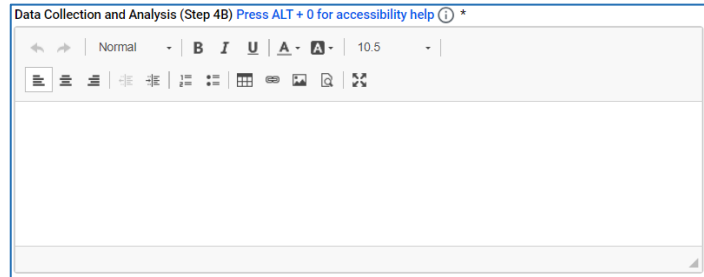 Data Collection and Analysis (Step 4B) Press ALT + 0 for accessibility help *
Normal B I U A A 10.5